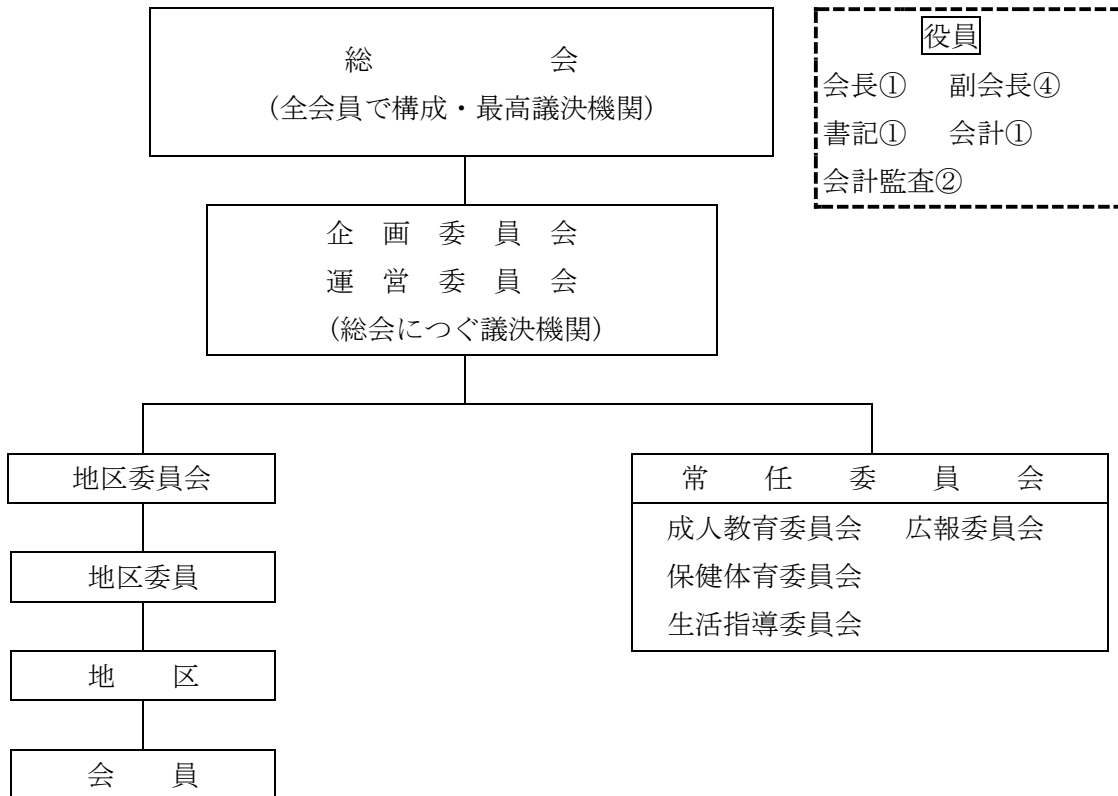 総　　　　会
(全会員で構成・最高議決機関)
役員
会長①　副会長④
書記①　会計①
会計監査②
企　画　委　員　会
運　営　委　員　会
(総会につぐ議決機関)
地区委員会
地区委員
地　　区
会　　員
常　任　委　員　会
成人教育委員会　広報委員会
保健体育委員会
生活指導委員会